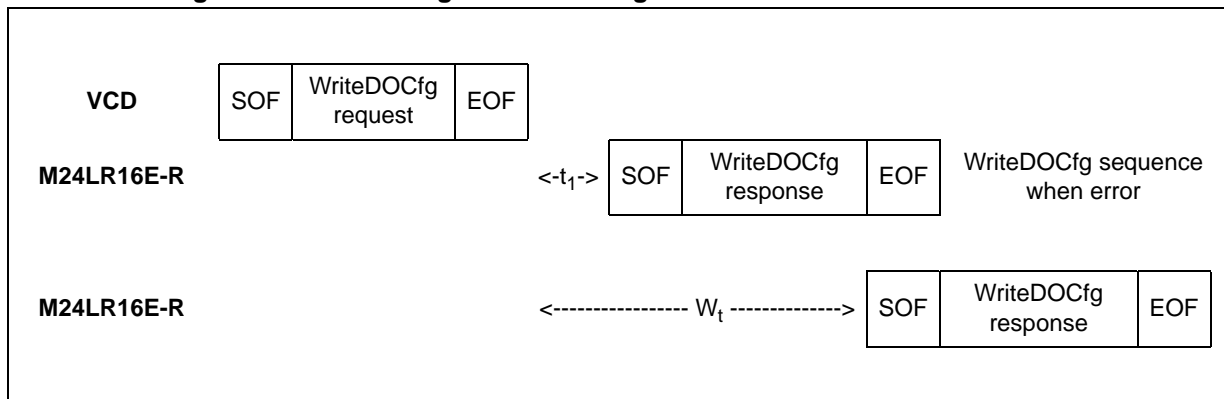 VCD SOF WriteDOCfg request EOF
M24LR16E-R <-t1-> SOF WriteDOCfg response EOF WriteDOCfg sequence when error
M24LR16E-R <----------------- Wt --------------> SOF WriteDOCfg response EOF